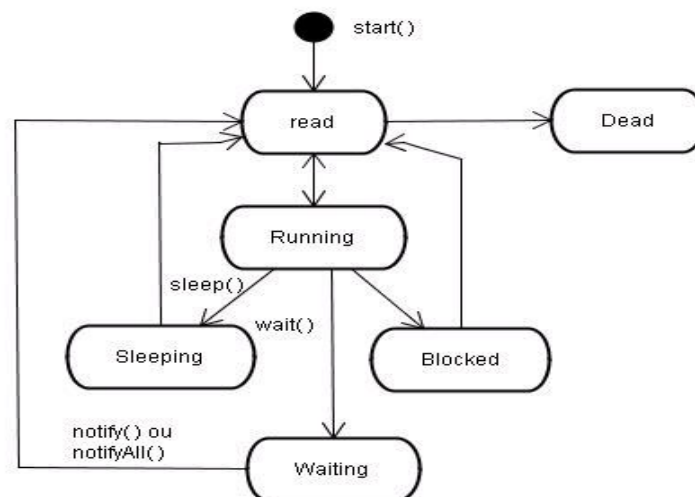 start()
read
Dead
Running
sleep()
wait()
Sleeping
Blocked
notify() ou
notifyAll()
Waiting